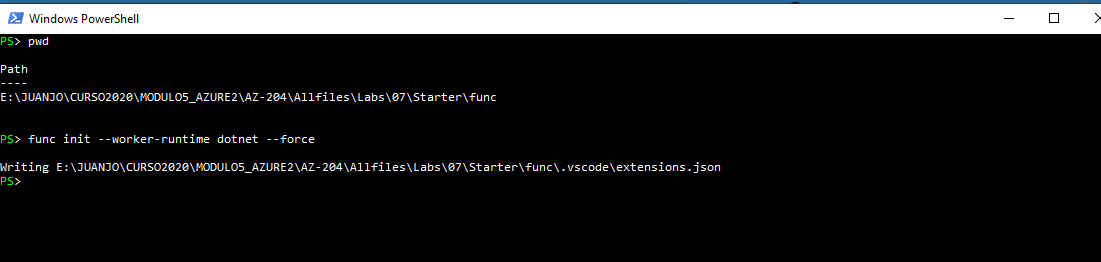 Windows PowerShell
PS> pwd
Path
----
E:\JUANJO\CURSO2020\MODULO5_AZURE2\AZ-204\Allfiles\Labs\07\Starter\func
PS> func init --worker-runtime dotnet --force
Writing E:\JUANJO\CURSO2020\MODULO5_AZURE2\AZ-204\Allfiles\Labs\07\Starter\func\.vscode\extensions.json
PS>